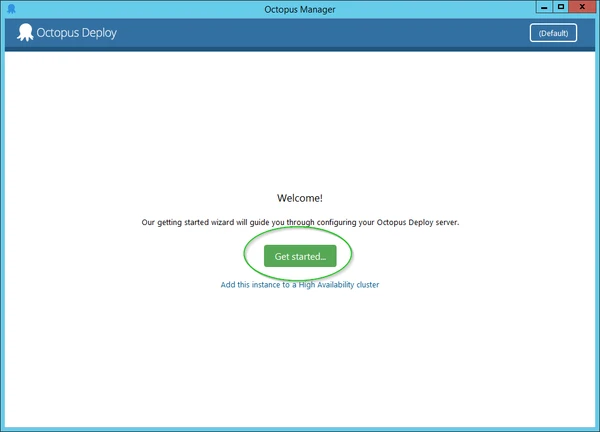 Octopus Manager
Octopus Deploy
(Default)
Welcome!
Our getting started wizard will guide you through configuring your Octopus Deploy server.
Get started...
Add this instance to a High Availability cluster